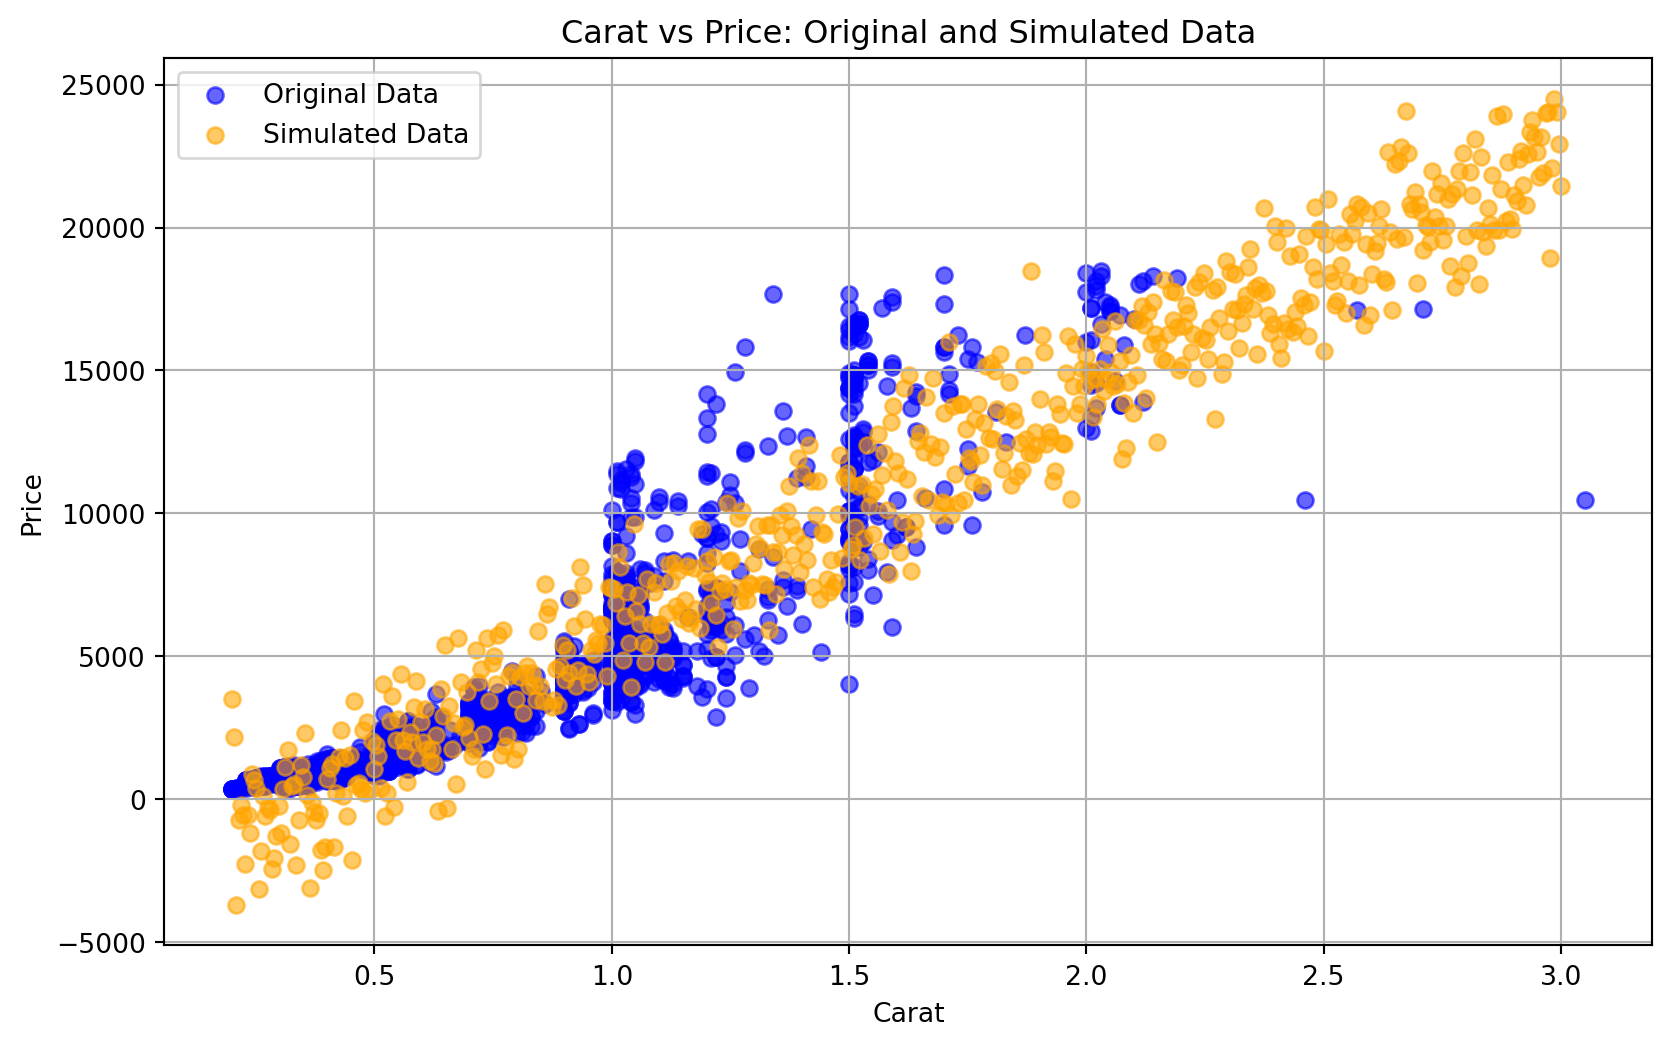 Carat vs Price: Original and Simulated Data
Original Data
Simulated Data
25000
20000
15000
10000
5000
0
−5000
Price
0.5 1.0 1.5 2.0 2.5 3.0
Carat